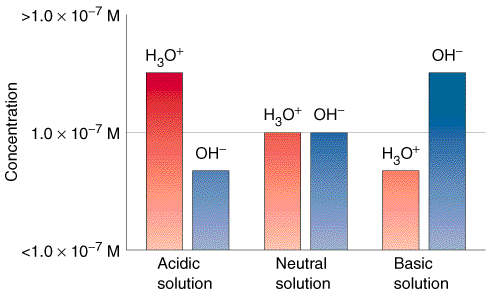 >1.0 × 10⁻⁷ M
H₃O⁺
OH⁻
H₃O⁺ OH⁻
1.0 × 10⁻⁷ M
OH⁻
H₃O⁺
Concentration
<1.0 × 10⁻⁷ M
Acidic solution
Neutral solution
Basic solution